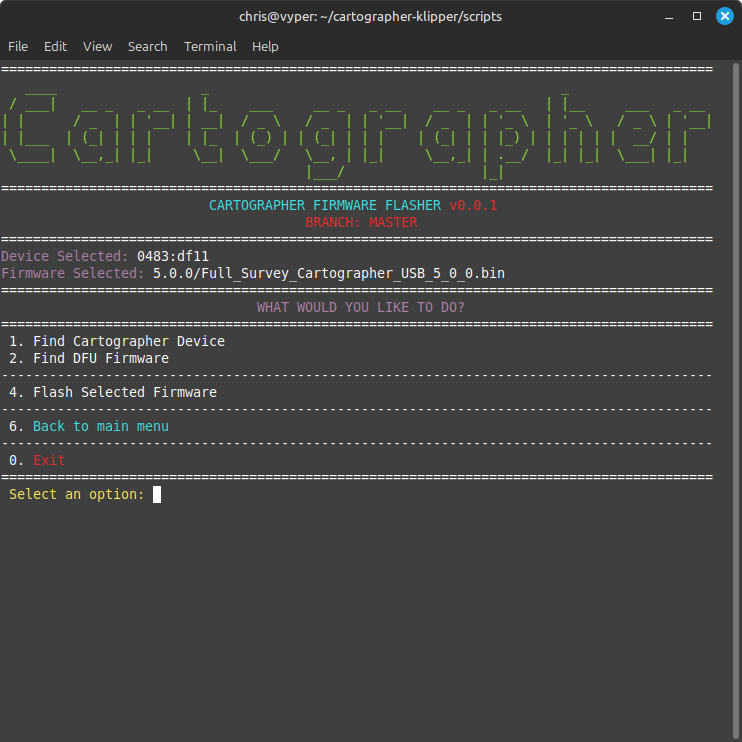 chris@vyper: ~/cartographer-klipper/scripts
File Edit View Search Terminal Help
Cartographer
CARTOGRAPHER FIRMWARE FLASHER v0.0.1
BRANCH: MASTER
Device Selected: 0483:df11
Firmware Selected: 5.0.0/Full_Survey_Cartographer_USB_5_0_0.bin
WHAT WOULD YOU LIKE TO DO?
1. Find Cartographer Device
2. Find DFU Firmware
4. Flash Selected Firmware
6. Back to main menu
0. Exit
Select an option: